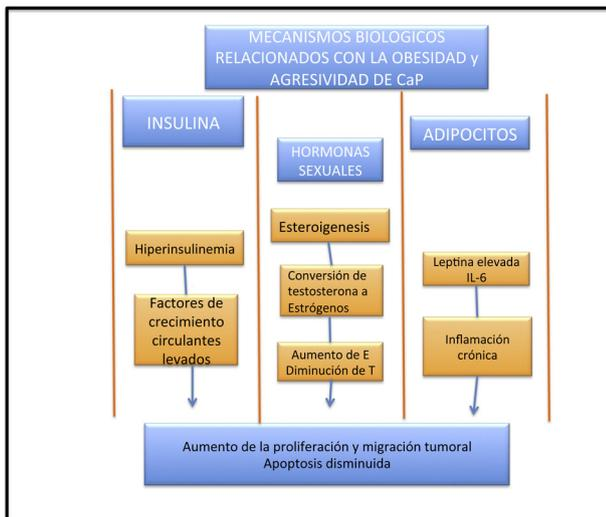 MECANISMOS BIOLOGICOS
RELACIONADOS CON LA OBESIDAD y
AGRESIVIDAD DE CaP
INSULINA
Hiperinsulinemia
Factores de
crecimiento
circulantes
levados
HORMONAS
SEXUALES
Esteroigenesis
Conversión de
testosterona a
Estrógenos
Aumento de E
Diminución de T
ADIPOCITOS
Leptina elevada
IL-6
Inflamación
crónica
Aumento de la proliferación y migración tumoral
Apoptosis disminuida